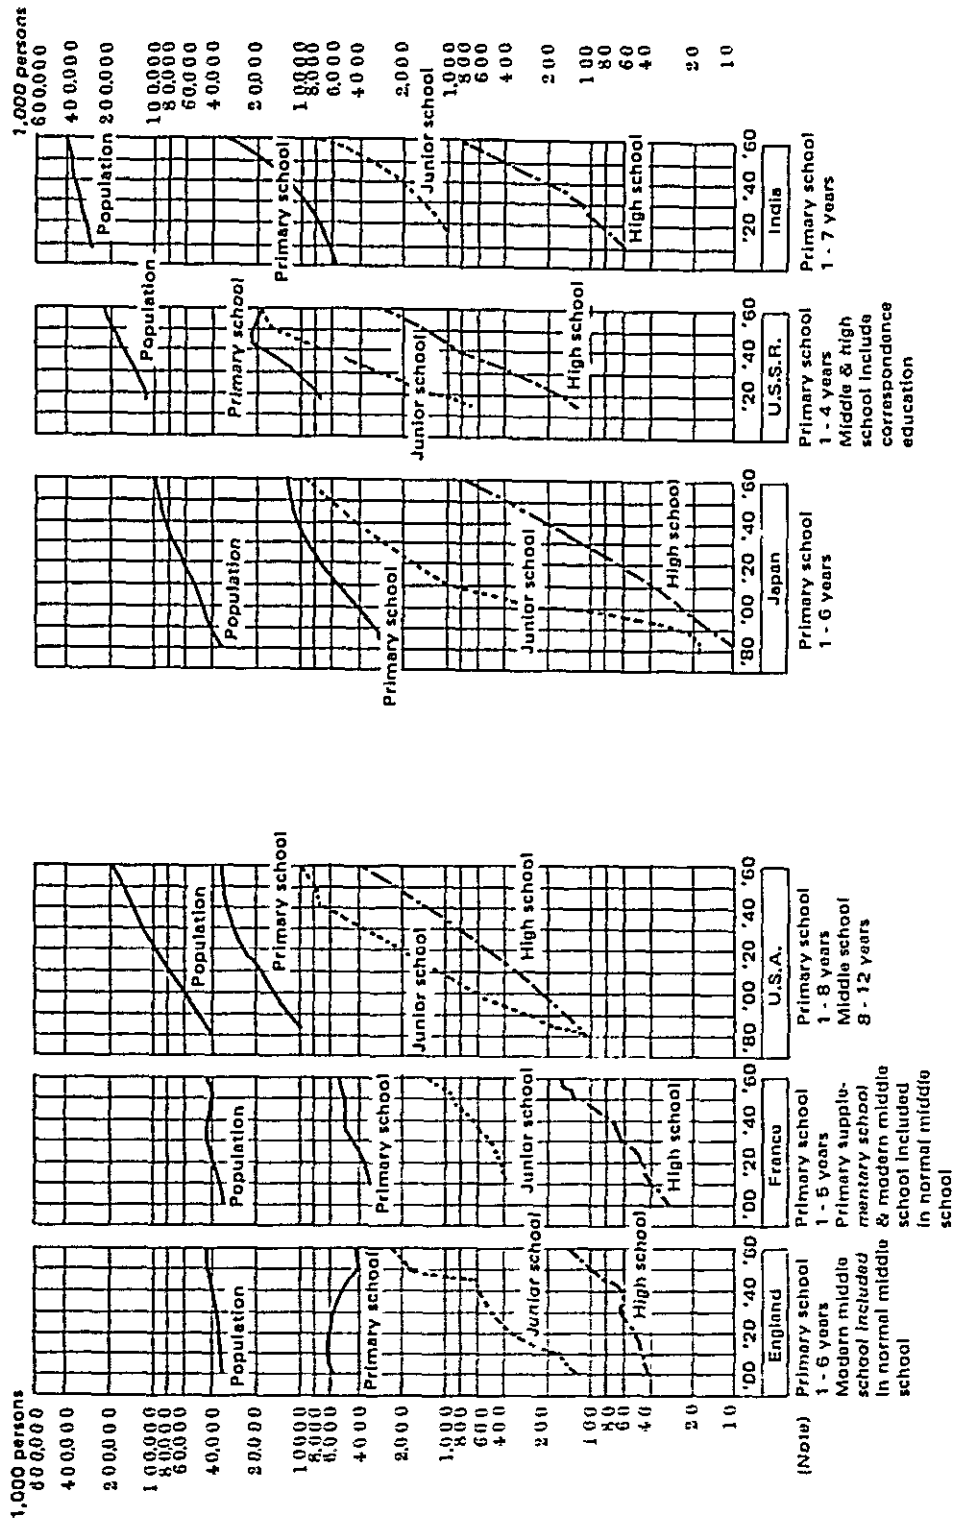 1,000 persons
600,000
400,000
200,000
100,000
80,000
60,000
40,000
20,000
10000
8,000
6,000
4000
2,000
1,000
800
600
400
200
100
80
60
40
20
10
Population
Primary school
Junior school
High school
'00 '20 '40 '60
England
Population
Primary school
Junior school
High school
'00 '20 '40 '60
Francu
Population
Primary school
Junior school
High school
'80 '00 '20 '40 '60
U.S.A.
Population
Primary school
Junior school
High school
'80 '00 '20 '40 '60
Japan
Population
Primary school
Junior school
High school
'20 '40 '60
U.S.S.R.
Population
Primary school
Junior school
High school
'20 '40 '60
India
1,000 persons
600,000
400,000
200,000
100,000
80,000
60,000
40,000
20,000
10000
8,000
6,000
4000
2,000
1,000
800
600
400
200
100
80
60
40
20
10
(Note)
Primary school
1 - 6 years
Modern middle
school included
In normal middle
school
Primary school
1 - 5 years
Primary supple-
mentary school
& modern middle
school included
In normal middle
school
Primary school
1 - 8 years
Middle school
8 - 12 years
Primary school
1 - 6 years
Primary school
1 - 4 years
Middle & high
school Include
correspondance
education
Primary school
1 - 7 years